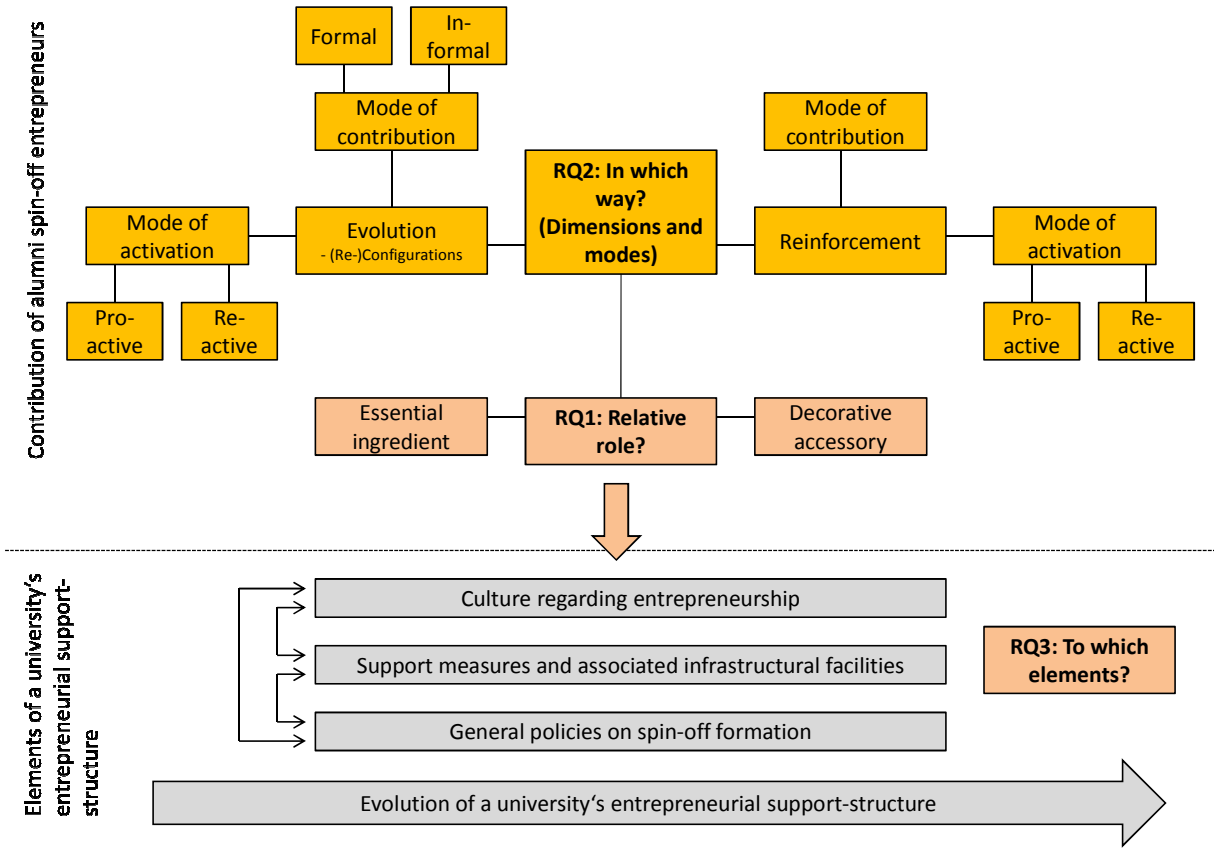 Contribution of alumni spin-off entrepreneurs
Formal
In-
formal
Mode of
contribution
Mode of
contribution
RQ2: In which
way?
(Dimensions and
modes)
Mode of
activation
Evolution
- (Re-)Configurations
Reinforcement
Mode of
activation
Pro-
active
Re-
active
Pro-
active
Re-
active
Essential
ingredient
RQ1: Relative
role?
Decorative
accessory
Elements of a university‘s
entrepreneurial support-
structure
Culture regarding entrepreneurship
Support measures and associated infrastructural facilities
RQ3: To which
elements?
General policies on spin-off formation
Evolution of a university‘s entrepreneurial support-structure